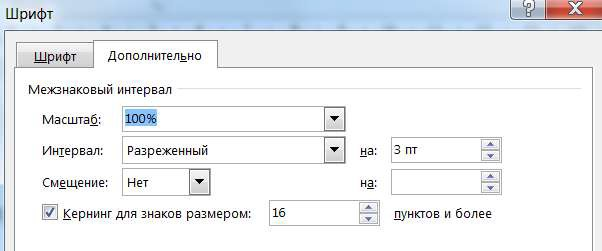 Шрифт
Шрифт Дополнительно
Межзнаковый интервал
Масштаб: 100%
Интервал: Разреженный на: 3 пт
Смещение: Нет на:
Кернинг для знаков размером: 16 пунктов и более